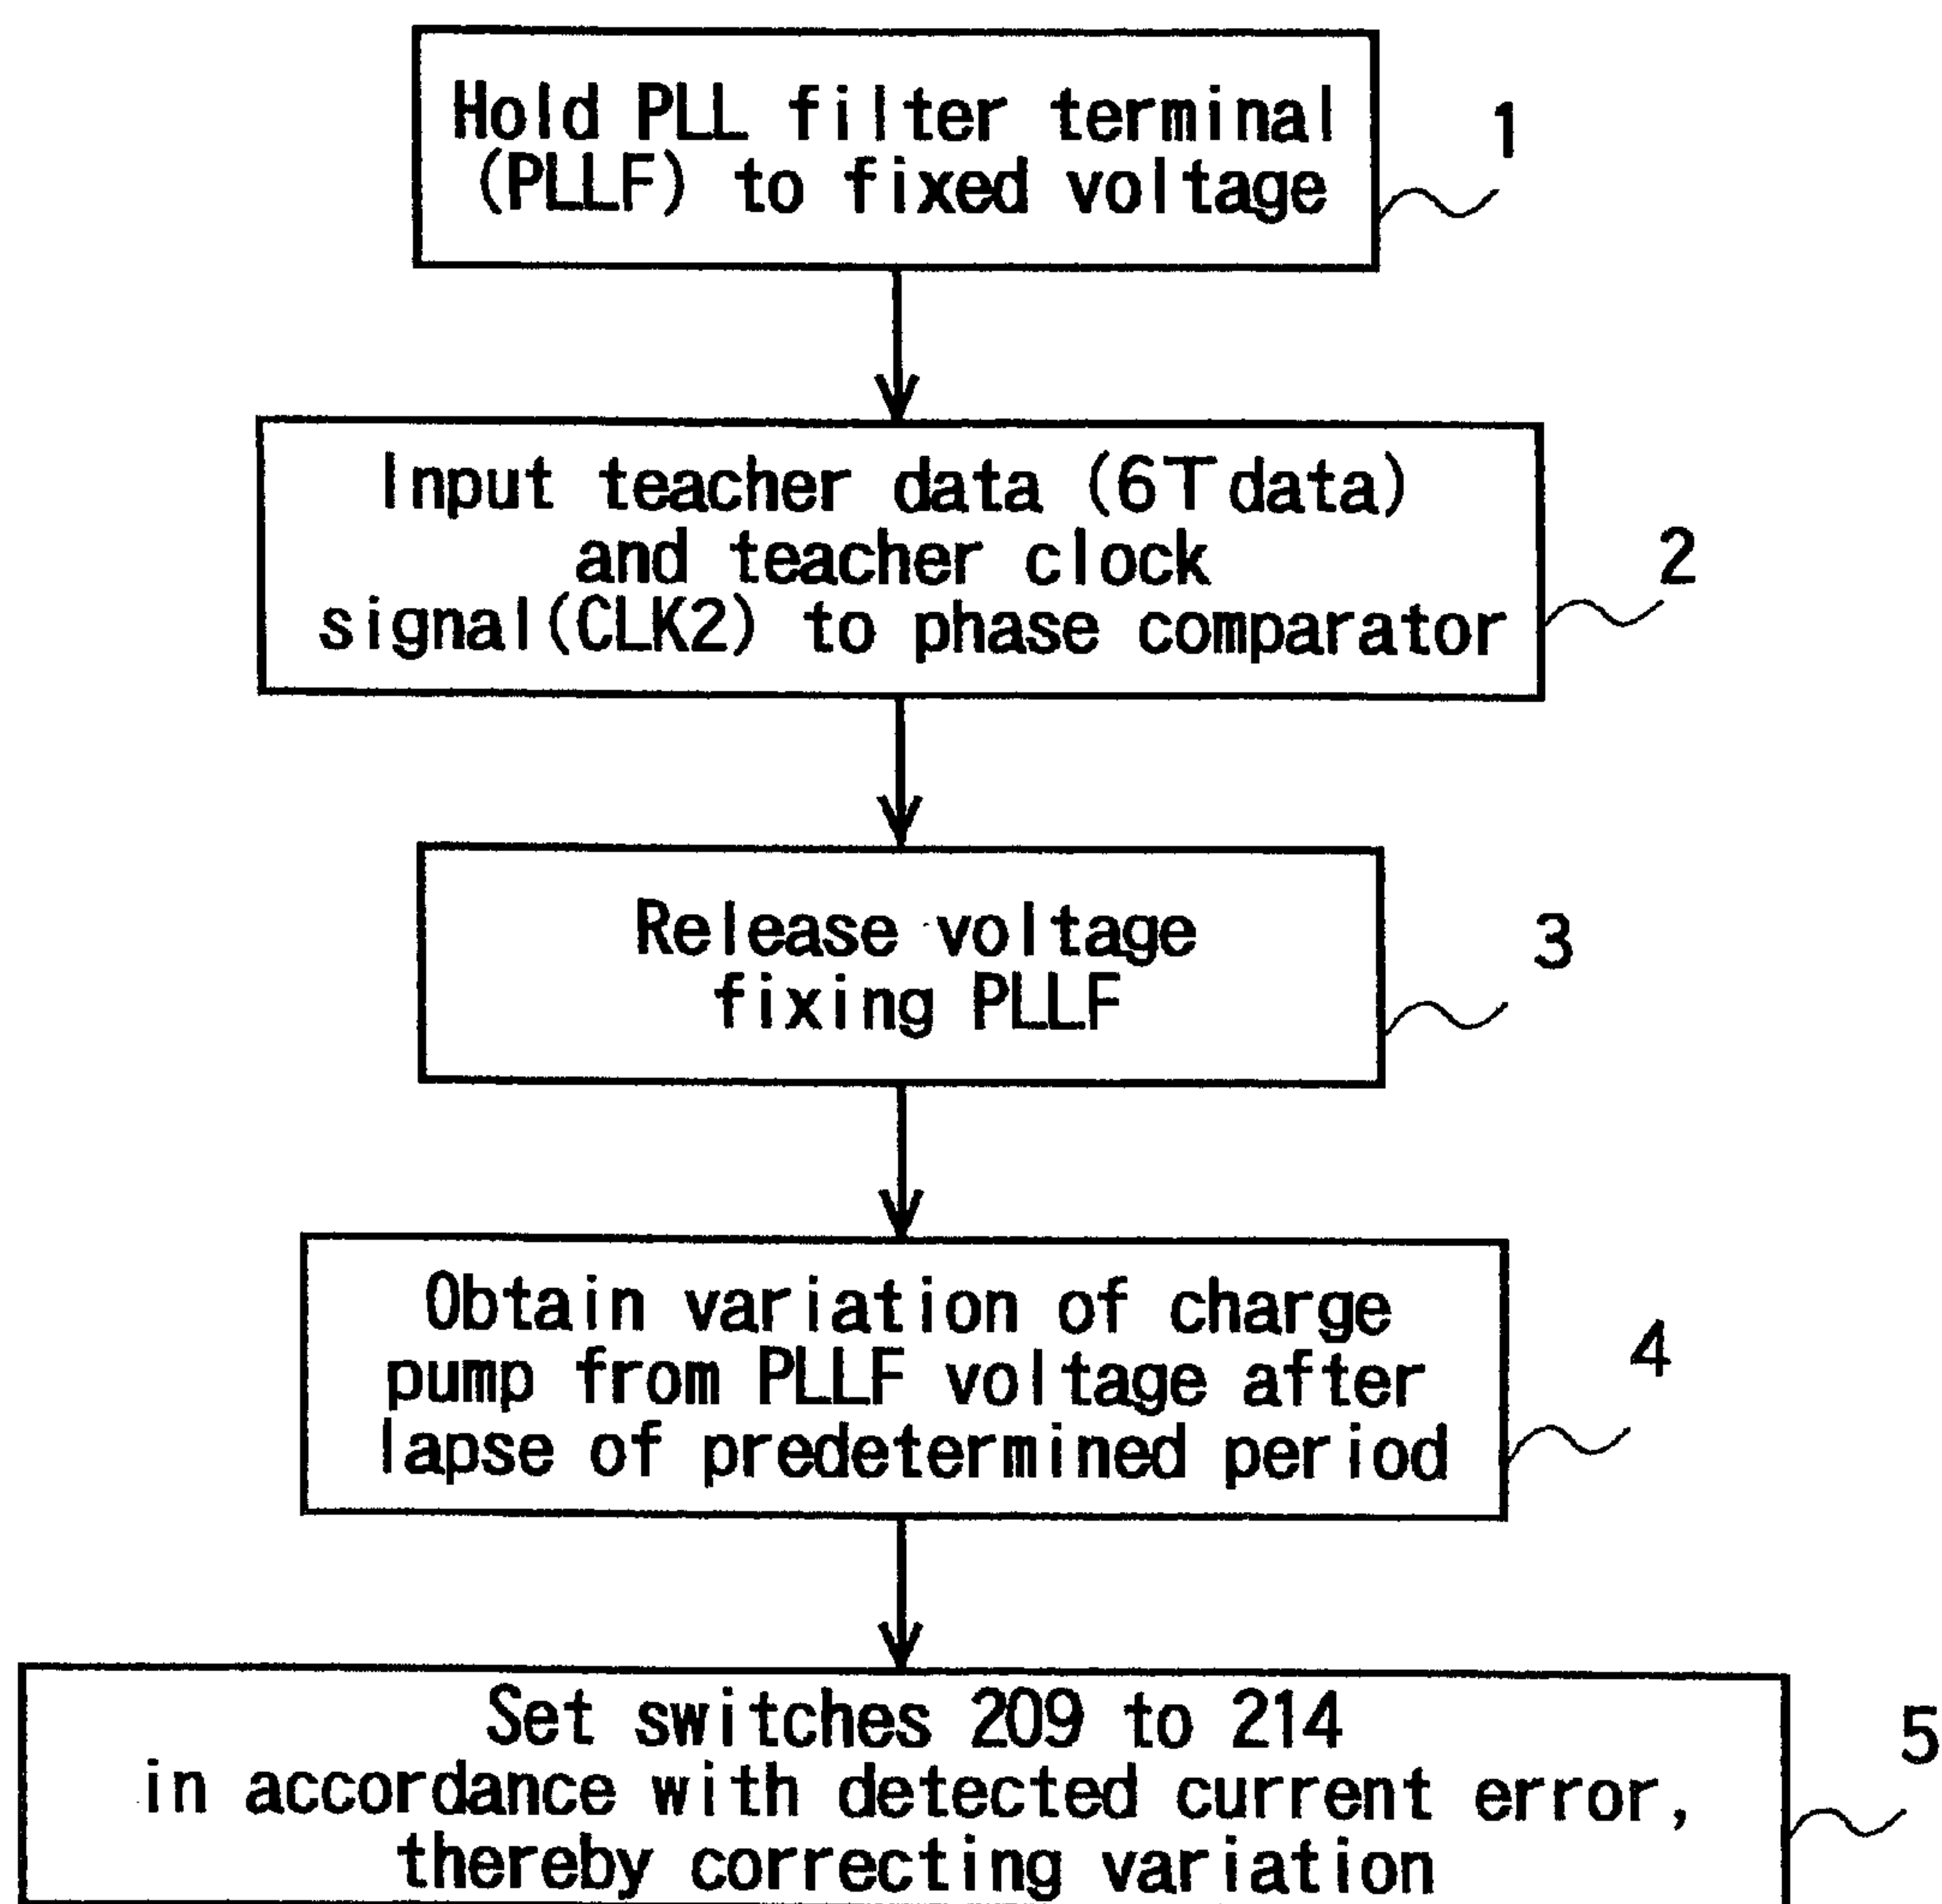 Hold PLL filter terminal
(PLLF) to fixed voltage
1
Input teacher data (6T data)
and teacher clock
signal(CLK2) to phase comparator
2
Release voltage
fixing PLLF
3
Obtain variation of charge
pump from PLLF voltage after
lapse of predetermined period
4
Set switches 209 to 214
in accordance with detected current error,
thereby correcting variation
5